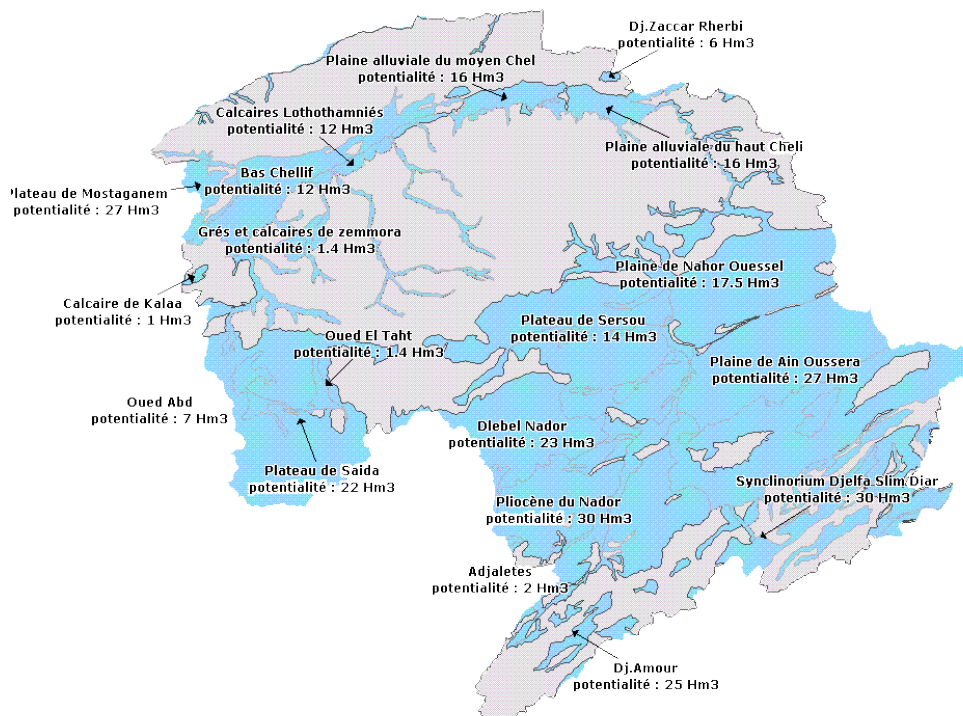 Dj.Zaccar Rherbi
potentialité : 6 Hm3
Plaine alluviale du moyen Chel
potentialité : 16 Hm3
Calcaires Lothothamniés
potentialité : 12 Hm3
Plaine alluviale du haut Cheli
potentialité : 16 Hm3
Bas Chellif
potentialité : 12 Hm3
Plateau de Mostaganem
potentialité : 27 Hm3
Grés et calcaires de zemmora
potentialité : 1.4 Hm3
Plaine de Nahor Ouessel
potentialité : 17.5 Hm3
Calcaire de Kalaa
potentialité : 1 Hm3
Plateau de Sersou
potentialité : 14 Hm3
Oued El Taht
potentialité : 1.4 Hm3
Plaine de Ain Oussera
potentialité : 27 Hm3
Oued Abd
potentialité : 7 Hm3
Dlebel Nador
potentialité : 23 Hm3
Plateau de Saida
potentialité : 22 Hm3
Synclinorium Djelfa Slim Diar
potentialité : 30 Hm3
Pliocène du Nador
potentialité : 30 Hm3
Adjaletes
potentialité : 2 Hm3
Dj.Amour
potentialité : 25 Hm3